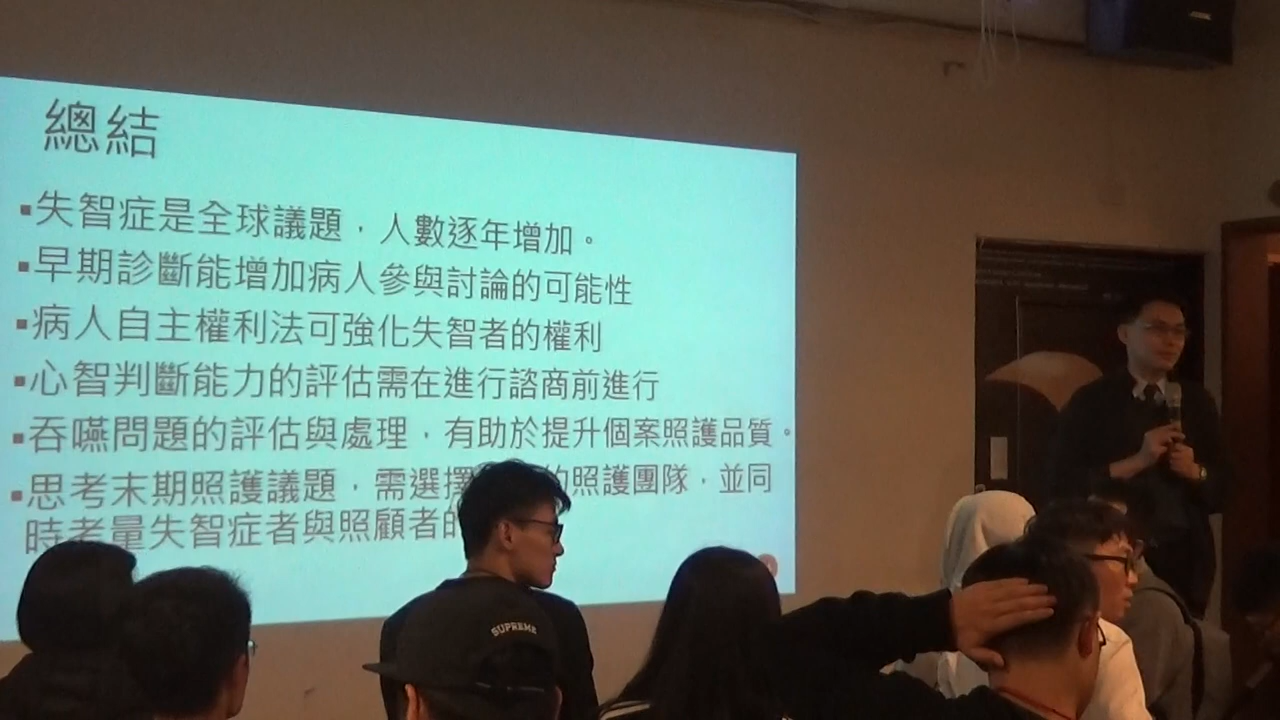 總結
▪失智症是全球議題，人數逐年增加。
▪早期診斷能增加病人參與討論的可能性
▪病人自主權利法可強化失智者的權利
▪心智判斷能力的評估需在進行諮商前進行
▪吞嚥問題的評估與處理，有助於提升個案照護品質。
▪思考末期照護議題，需選擇 的照護團隊，並同
時考量失智症者與照顧者的
SUPREME